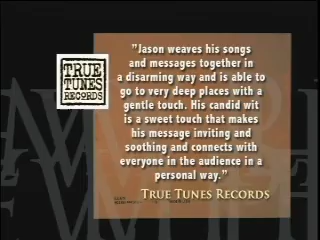 TRUE
TUNES
RECORDS
"Jason weaves his songs
and messages together in
a disarming way and is able to
go to very deep places with a
gentle touch. His candid wit
is a sweet touch that makes
his message inviting and
soothing and connects with
everyone in the audience in a
personal way."
TRUE TUNES RECORDS